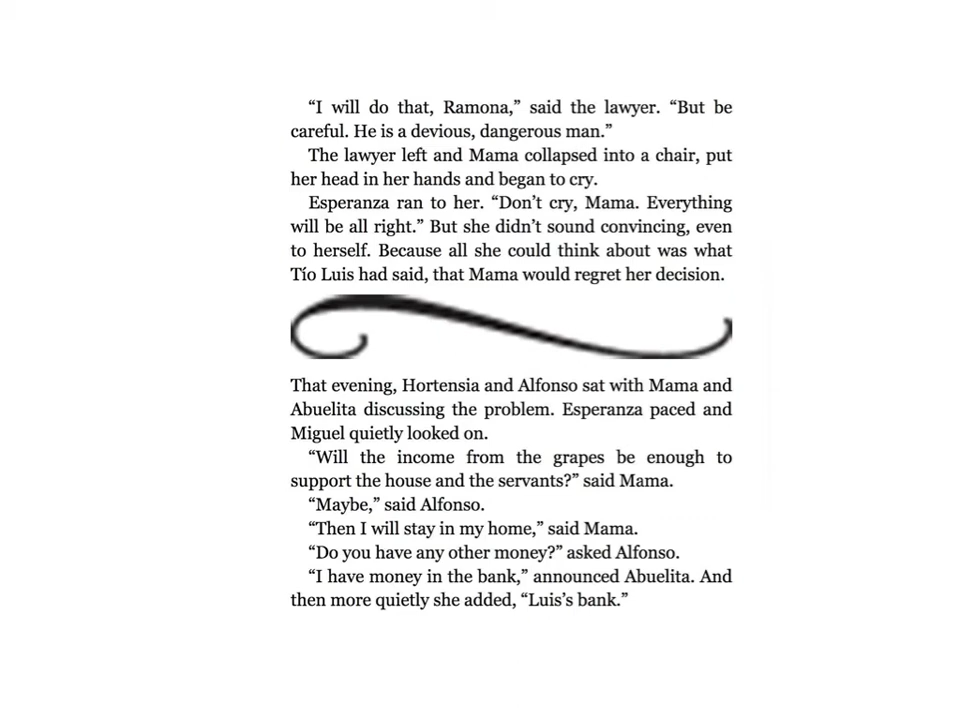 “I will do that, Ramona,” said the lawyer. “But be
careful. He is a devious, dangerous man.”
The lawyer left and Mama collapsed into a chair, put
her head in her hands and began to cry.
Esperanza ran to her. “Don’t cry, Mama. Everything
will be all right.” But she didn’t sound convincing, even
to herself. Because all she could think about was what
Tío Luis had said, that Mama would regret her decision.
That evening, Hortensia and Alfonso sat with Mama and
Abuelita discussing the problem. Esperanza paced and
Miguel quietly looked on.
“Will the income from the grapes be enough to
support the house and the servants?” said Mama.
“Maybe,” said Alfonso.
“Then I will stay in my home,” said Mama.
“Do you have any other money?” asked Alfonso.
“I have money in the bank,” announced Abuelita. And
then more quietly she added, “Luis’s bank.”